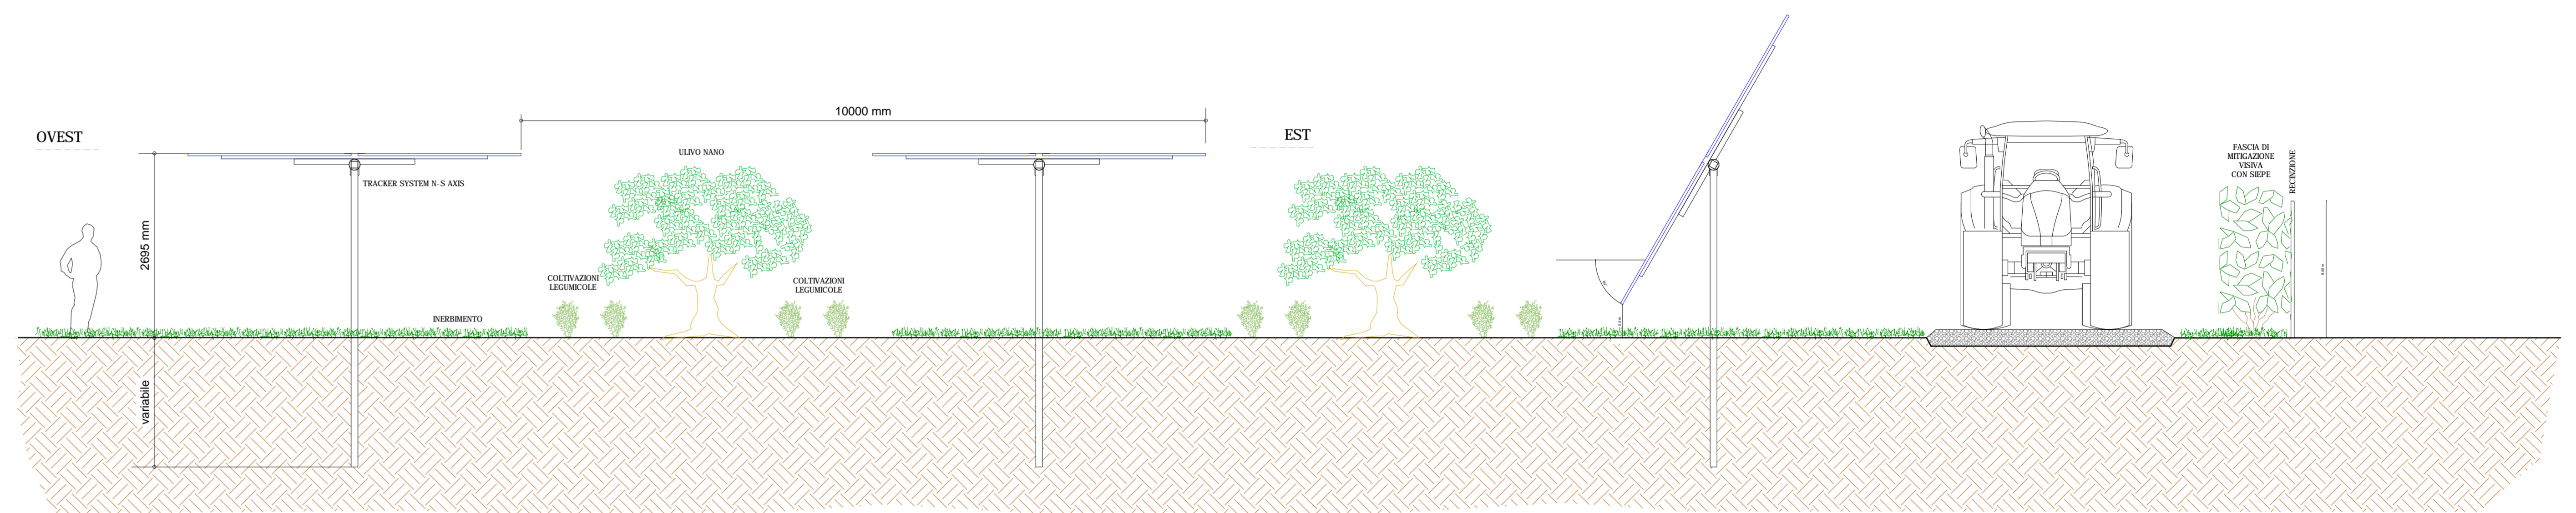 OVEST
10000 mm
EST
ULIVO NANO
TRACKER SYSTEM N-S AXIS
2695 mm
variabile
INERBIMENTO
COLTIVAZIONI
LEGUMICOLE
COLTIVAZIONI
LEGUMICOLE
FASCIA DI
MITIGAZIONE
VISIVA
CON SIEPE
RECINZIONE